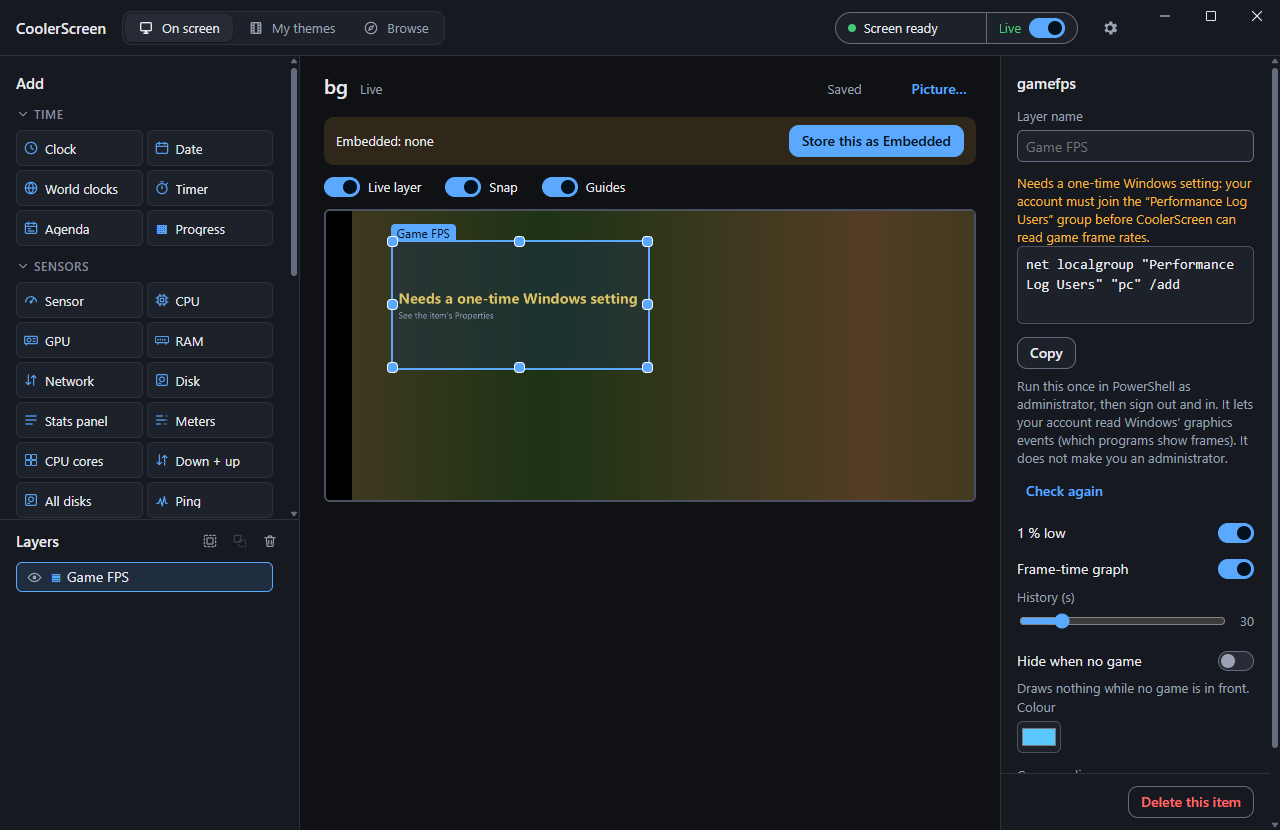 CoolerScreen
On screen
My themes
Browse
Screen ready
Live
Add
TIME
Clock
Date
World clocks
Timer
Agenda
Progress
SENSORS
Sensor
CPU
GPU
RAM
Network
Disk
Stats panel
Meters
CPU cores
Down + up
All disks
Ping
Layers
Game FPS
bg
Live
Saved
Picture...
Embedded: none
Store this as Embedded
Live layer
Snap
Guides
Game FPS
Needs a one-time Windows setting
See the item's Properties
gamefps
Layer name
Game FPS
Needs a one-time Windows setting: your
account must join the “Performance Log
Users” group before CoolerScreen can
read game frame rates.
net localgroup "Performance
Log Users" "pc" /add
Copy
Run this once in PowerShell as
administrator, then sign out and in. It lets
your account read Windows’ graphics
events (which programs show frames). It
does not make you an administrator.
Check again
1 % low
Frame-time graph
History (s)
30
Hide when no game
Draws nothing while no game is in front.
Colour
Delete this item